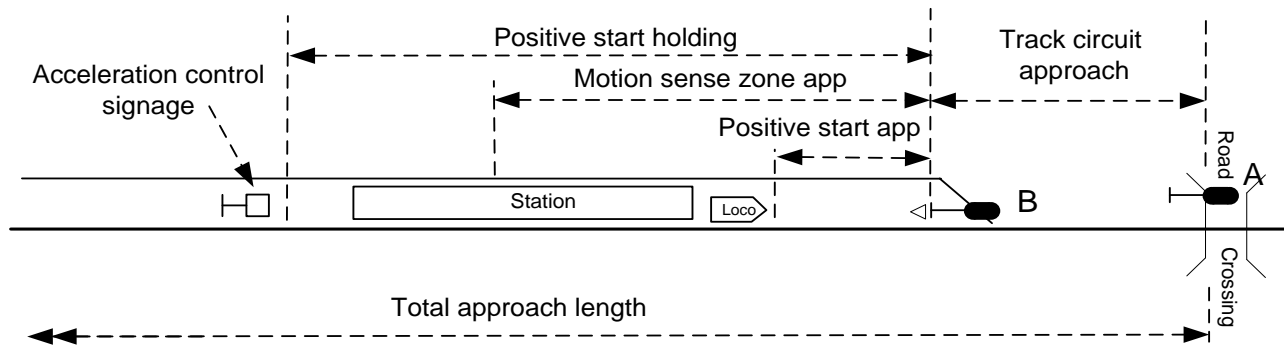 Positive start holding
Track circuit
approach
Acceleration control
signage
Motion sense zone app
Positive start app
Road
A
Station
Loco
B
Crossing
Total approach length